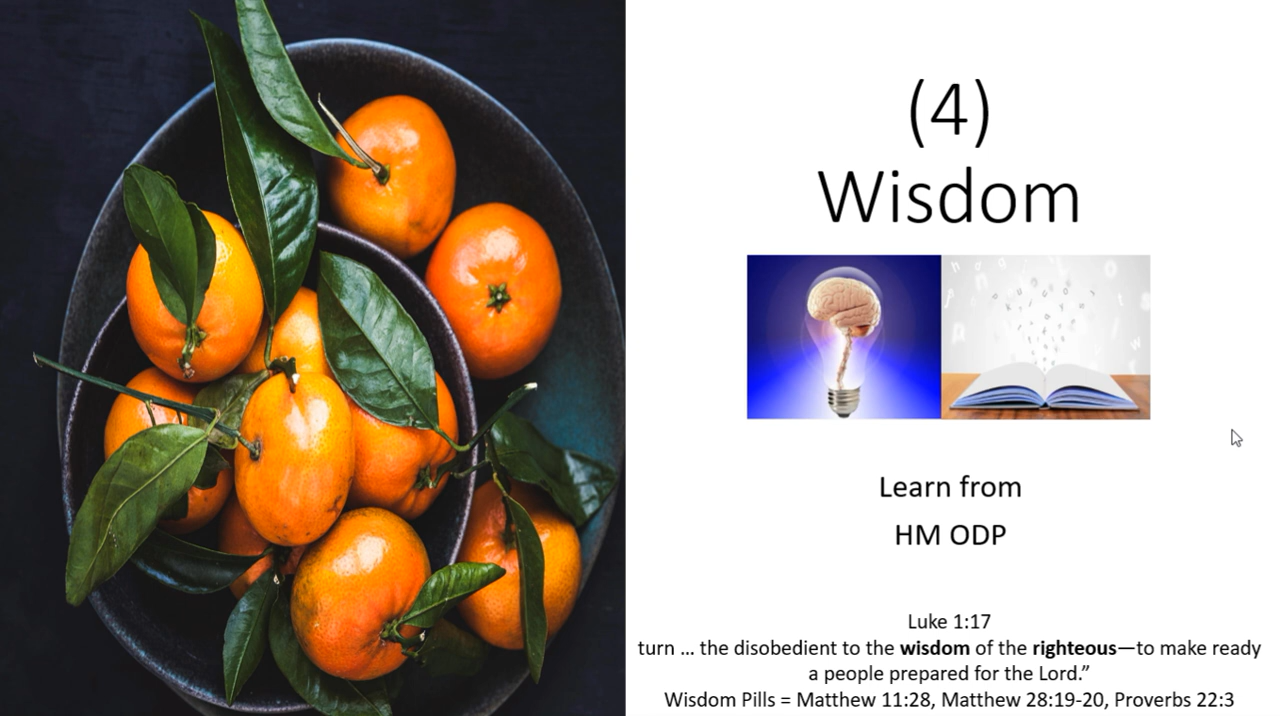 (4)
Wisdom
Learn from
HM ODP
Luke 1:17
turn … the disobedient to the wisdom of the righteous—to make ready
a people prepared for the Lord.”
Wisdom Pills = Matthew 11:28, Matthew 28:19-20, Proverbs 22:3